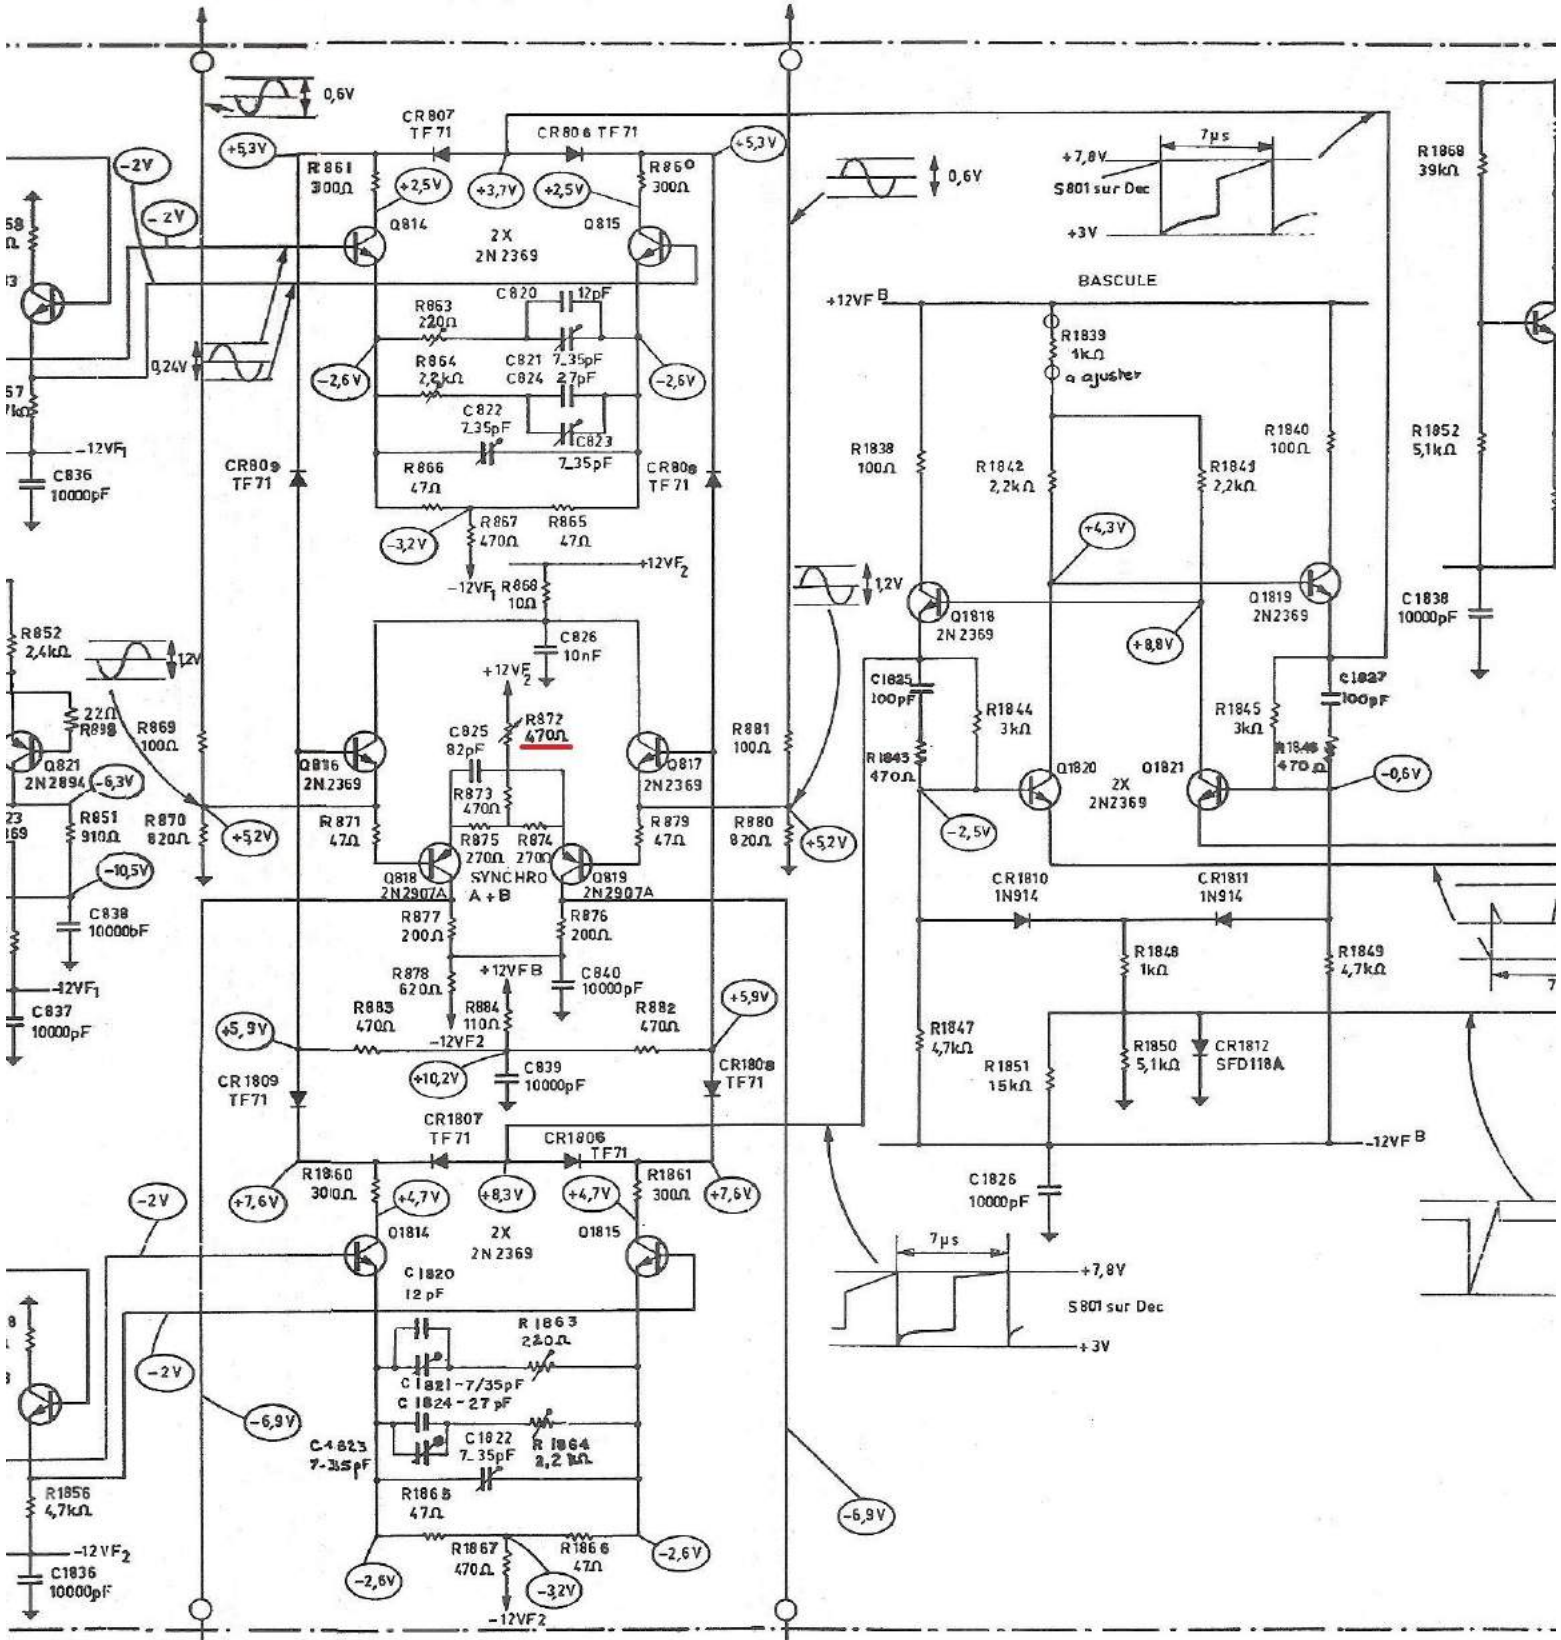 0,6V
CR807
TF71
CR806 TF71
+5,3V
+5,3V
7µs
R861
300Ω
R860
300Ω
+7,8V
R1868
39kΩ
-2V
+2,5V
+3,7V
+2,5V
0,6V
S801 sur Dec
-2V
Q814
2X
2N2369
Q815
+3V
BASCULE
C820
12pF
+12VF B
R863
220Ω
R1839
1kΩ
a ajuster
0,24V
C821
7_35pF
R864
2,2kΩ
C824
27pF
-2,6V
-2,6V
C822
7_35pF
C823
7_35pF
R1838
100Ω
R1840
100Ω
R1852
5,1kΩ
-12VF1
C836
10000pF
CR809
TF71
R866
47Ω
CR808
TF71
R1842
2,2kΩ
R1843
2,2kΩ
-3,2V
R867
470Ω
R865
47Ω
+4,3V
-12VF1
R868
10Ω
+12VF2
1,2V
Q1818
2N2369
Q1819
2N2369
C1838
10000pF
R852
2,4kΩ
1,2V
C826
10nF
+8,8V
+12VF2
C1825
100pF
C1827
100pF
22Ω
R898
R869
100Ω
C825
82pF
R872
470Ω
R881
100Ω
R1844
3kΩ
R1845
3kΩ
Q821
2N2894
Q816
2N2369
Q817
2N2369
R1843
470Ω
R1846
470Ω
-6,3V
R873
470Ω
Q1820
2X
2N2369
Q1821
-0,6V
R851
910Ω
R870
820Ω
+5,2V
R871
47Ω
R875
270Ω
R874
270Ω
R879
47Ω
R880
820Ω
+5,2V
-2,5V
-10,5V
Q818
2N2907A
SYNCHRO
A+B
Q819
2N2907A
CR1810
1N914
CR1811
1N914
C838
10000pF
R877
200Ω
R876
200Ω
R1848
1kΩ
R1849
4,7kΩ
-12VF1
R878
620Ω
+12VFB
C840
10000pF
C837
10000pF
+5,9V
R883
470Ω
R884
110Ω
R882
470Ω
+5,9V
-12VF2
R1847
4,7kΩ
R1850
5,1kΩ
CR1812
SFD118A
CR1809
TF71
+10,2V
C839
10000pF
CR1808
TF71
R1851
15kΩ
CR1807
TF71
CR1806
TF71
-12VF B
-2V
+7,6V
R1860
300Ω
+4,7V
+8,3V
+4,7V
R1861
300Ω
+7,6V
C1826
10000pF
Q1814
2X
2N2369
Q1815
7µs
C1820
12pF
+7,8V
R1863
220Ω
S801 sur Dec
+3V
-2V
C1821-7/35pF
C1824-27pF
-6,9V
C1823
7-35pF
C1822
7_35pF
R1864
2,2kΩ
R1856
4,7kΩ
R1865
47Ω
-6,9V
-12VF2
C1836
10000pF
R1867
470Ω
R1866
47Ω
-2,6V
-2,6V
-3,2V
-12VF2